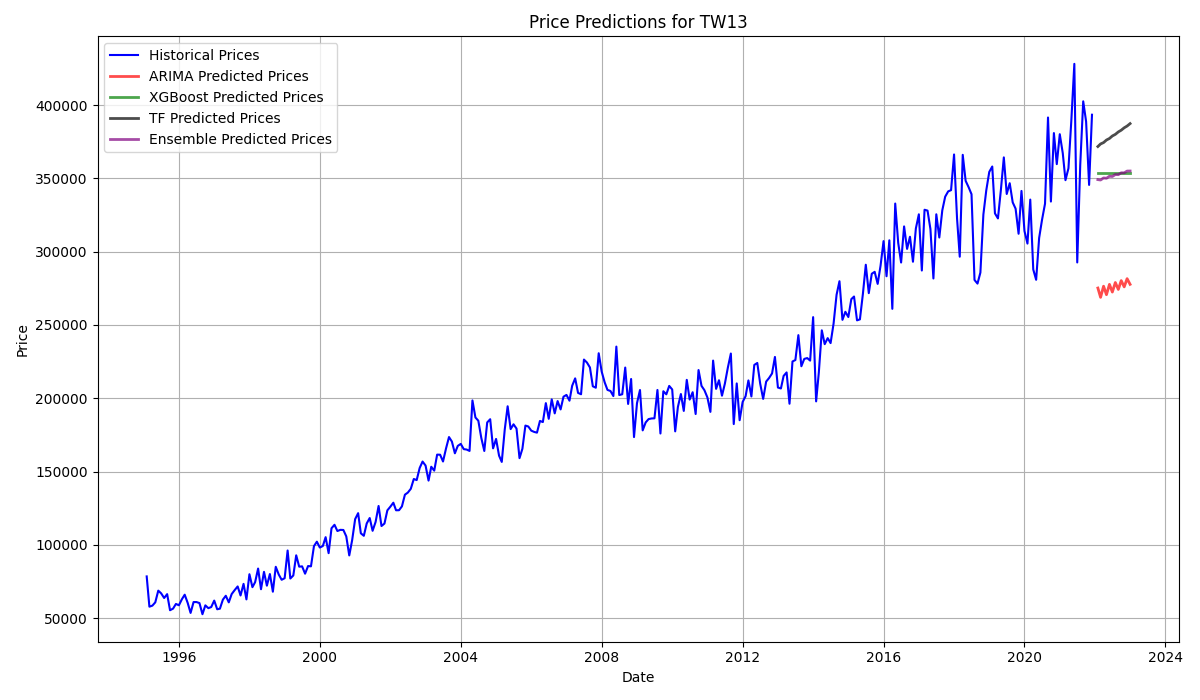 Price Predictions for TW13
Historical Prices
ARIMA Predicted Prices
XGBoost Predicted Prices
TF Predicted Prices
Ensemble Predicted Prices
400000
350000
300000
250000
200000
150000
100000
50000
Price
1996 2000 2004 2008 2012 2016 2020 2024
Date